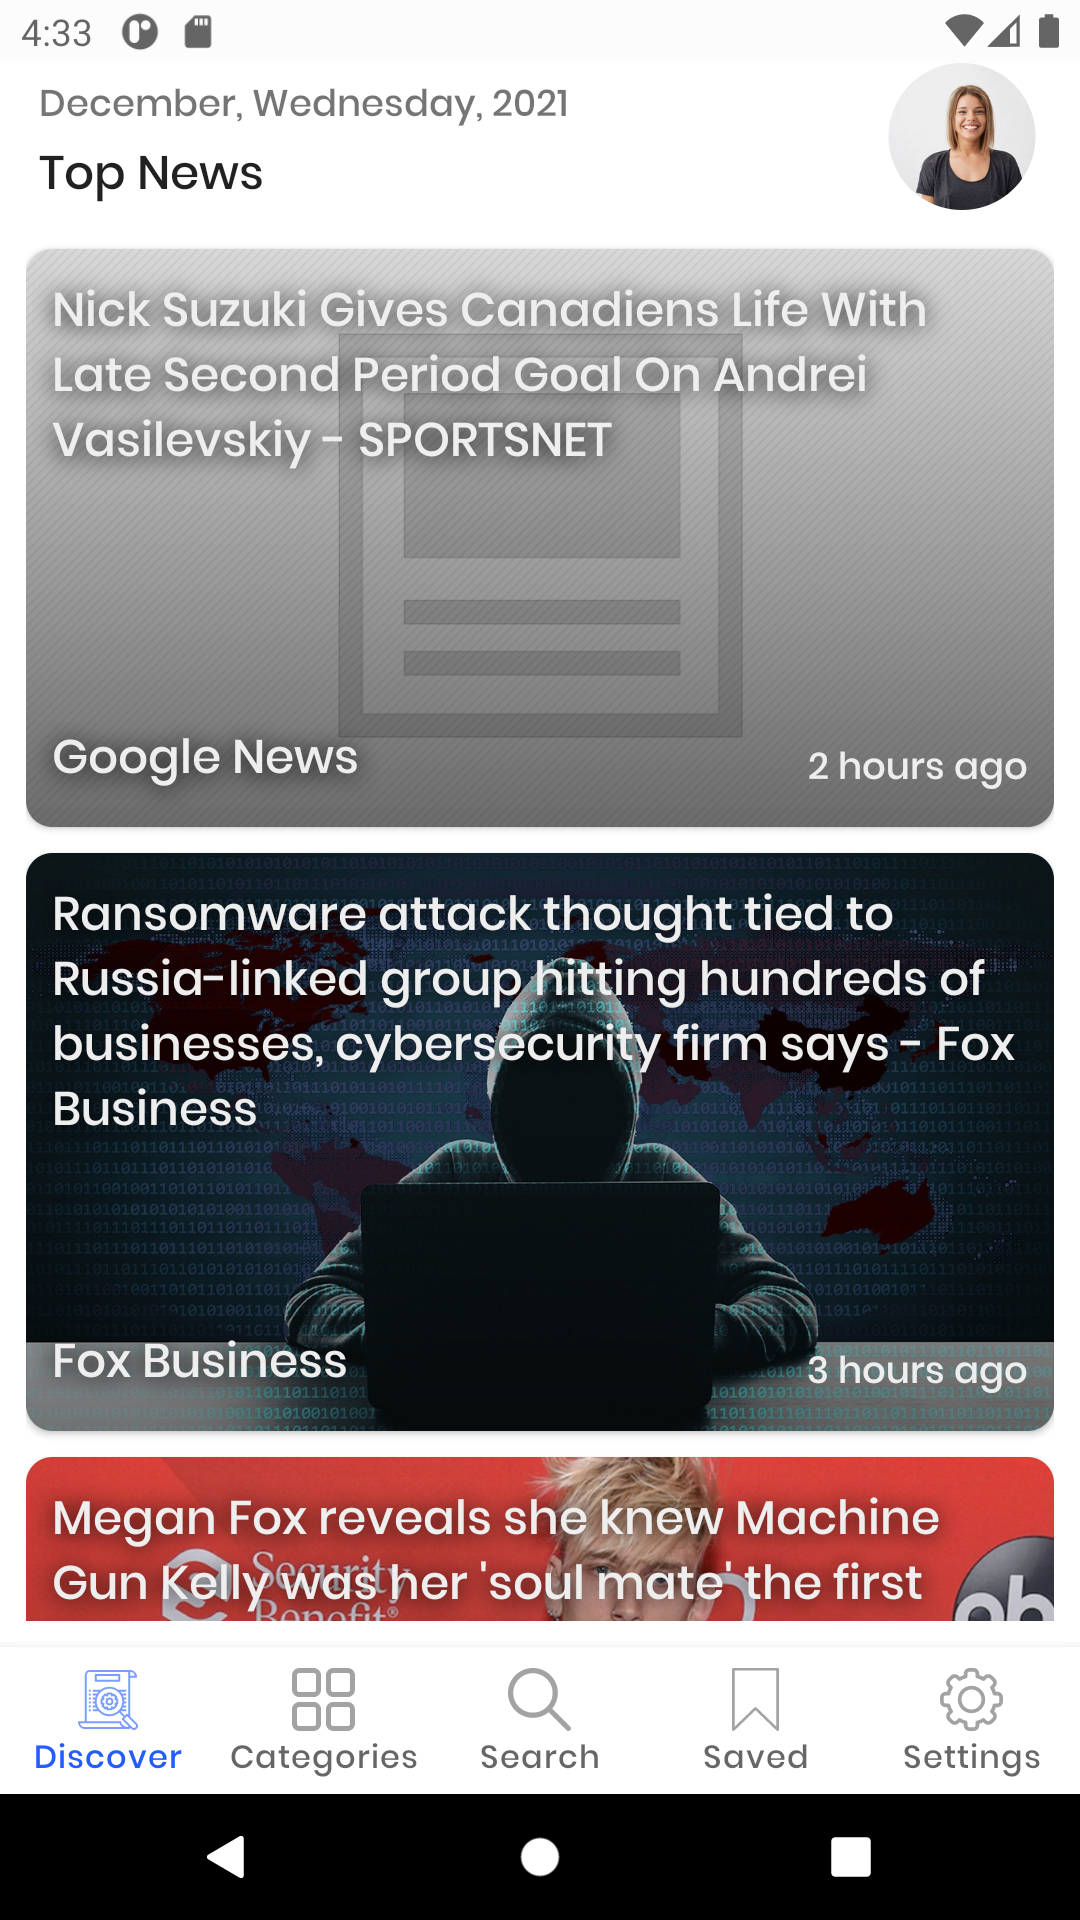 4:33
December, Wednesday, 2021
Top News
Nick Suzuki Gives Canadiens Life With
Late Second Period Goal On Andrei
Vasilevskiy - SPORTSNET
Google News
2 hours ago
Ransomware attack thought tied to
Russia-linked group hitting hundreds of
businesses, cybersecurity firm says - Fox
Business
Fox Business
3 hours ago
Megan Fox reveals she knew Machine
Gun Kelly was her 'soul mate' the first
Security
Benefit®
abc
Discover
Categories
Search
Saved
Settings